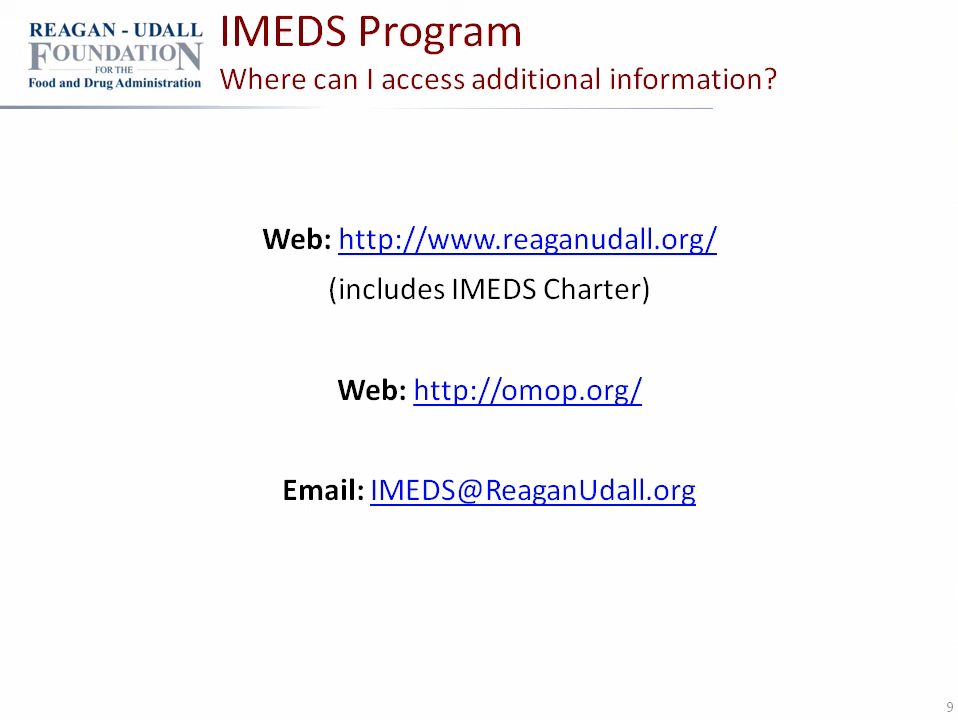 REAGAN - UDALL
FOUNDATION
FOR THE
Food and Drug Administration
IMEDS Program
Where can I access additional information?
Web: http://www.reaganudall.org/
(includes IMEDS Charter)
Web: http://omop.org/
Email: IMEDS@ReaganUdall.org
9